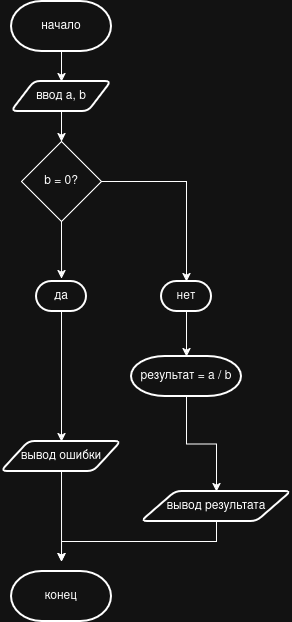 начало
ввод a, b
b = 0?
да
нет
результат = a / b
вывод ошибки
вывод результата
конец